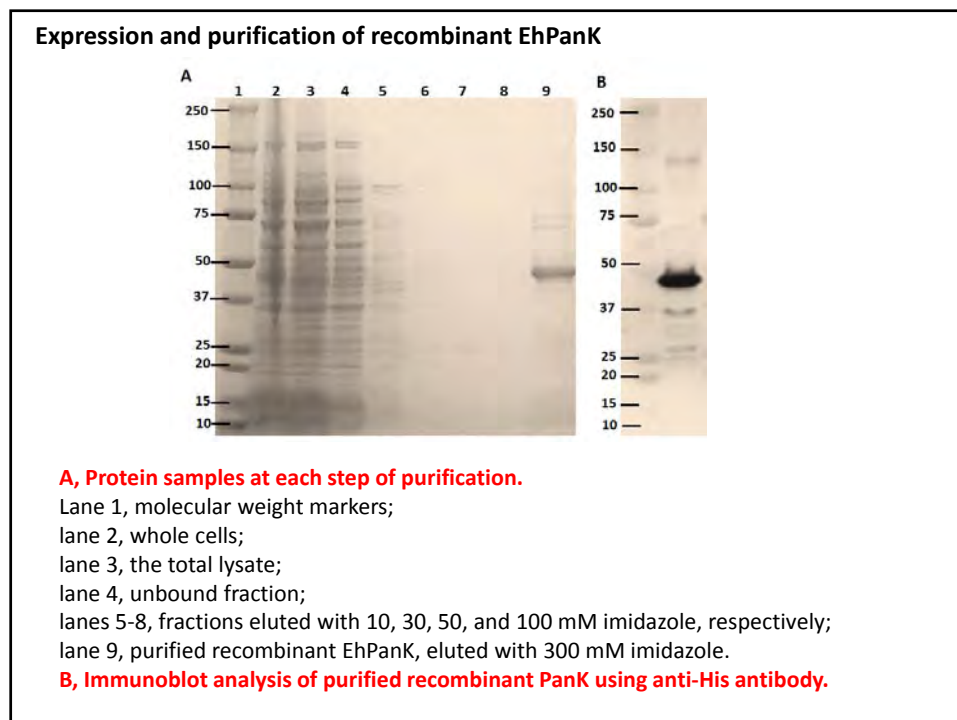 Expression and purification of recombinant EhPanK
A B
1 2 3 4 5 6 7 8 9
250
150
100
75
50
37
25
20
15
10
250
150
100
75
50
37
25
20
15
10
A, Protein samples at each step of purification.
Lane 1, molecular weight markers;
lane 2, whole cells;
lane 3, the total lysate;
lane 4, unbound fraction;
lanes 5-8, fractions eluted with 10, 30, 50, and 100 mM imidazole, respectively;
lane 9, purified recombinant EhPanK, eluted with 300 mM imidazole.
B, Immunoblot analysis of purified recombinant PanK using anti-His antibody.